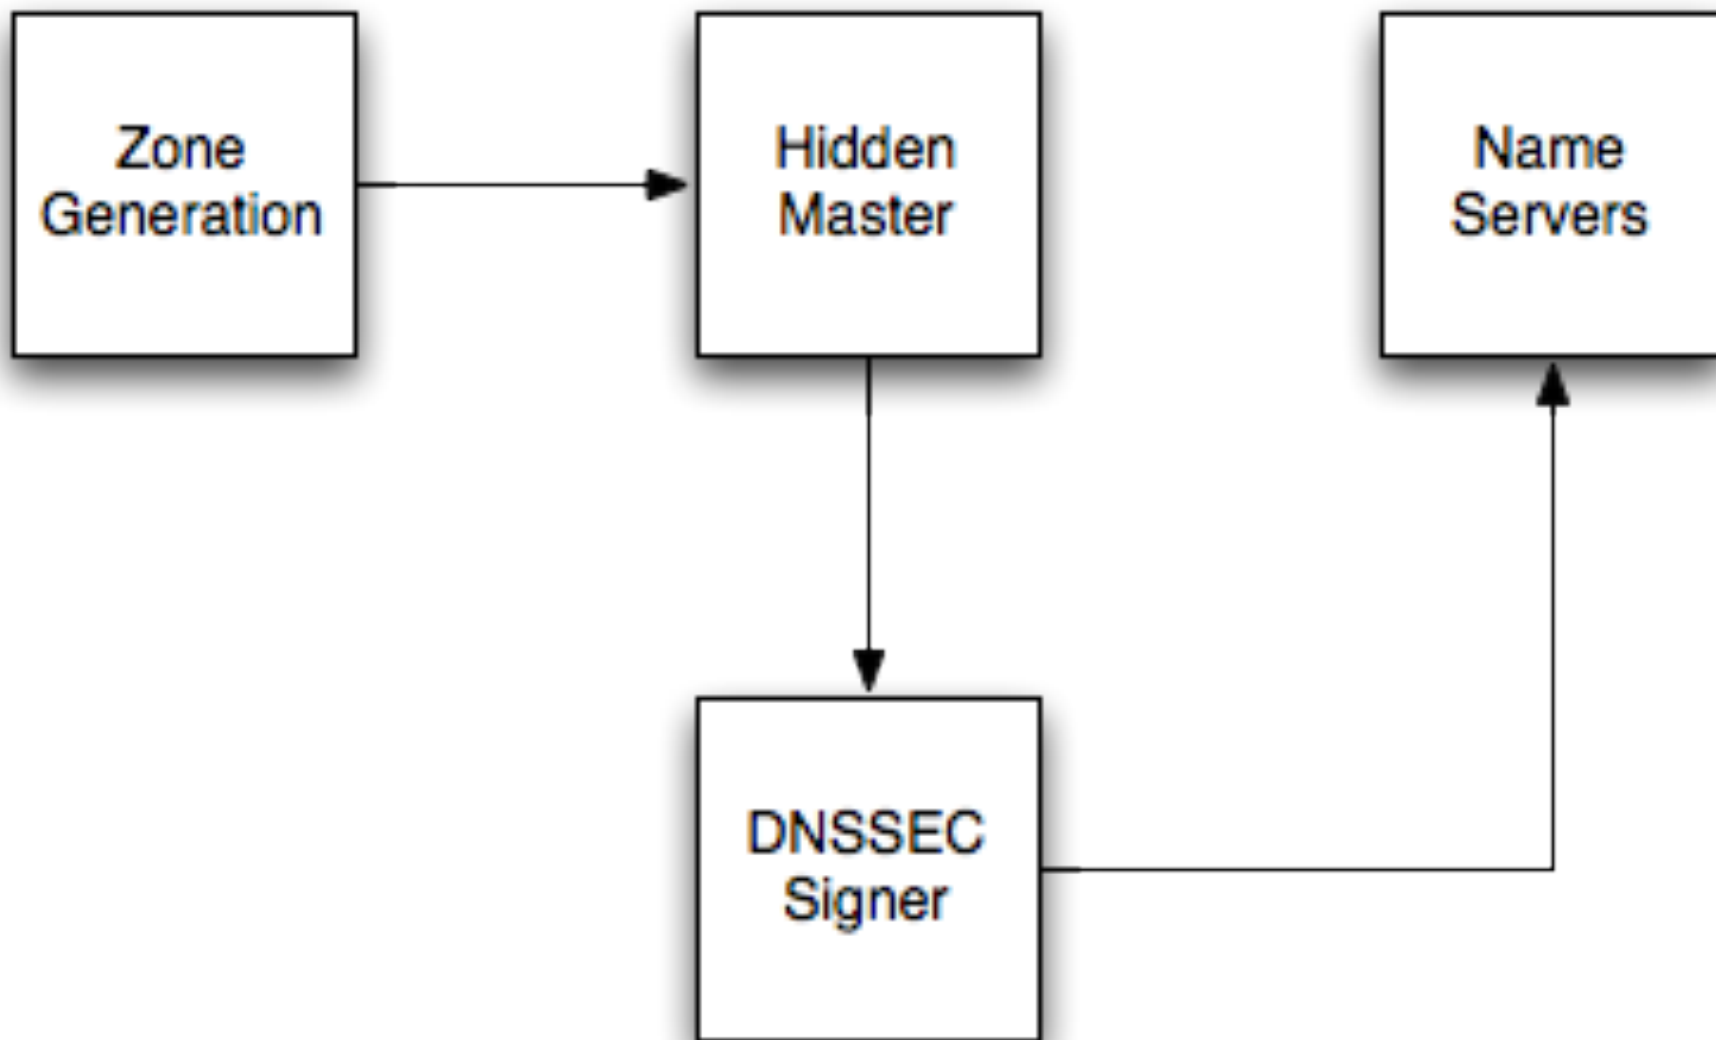 Zone
Generation
Hidden
Master
Name
Servers
DNSSEC
Signer